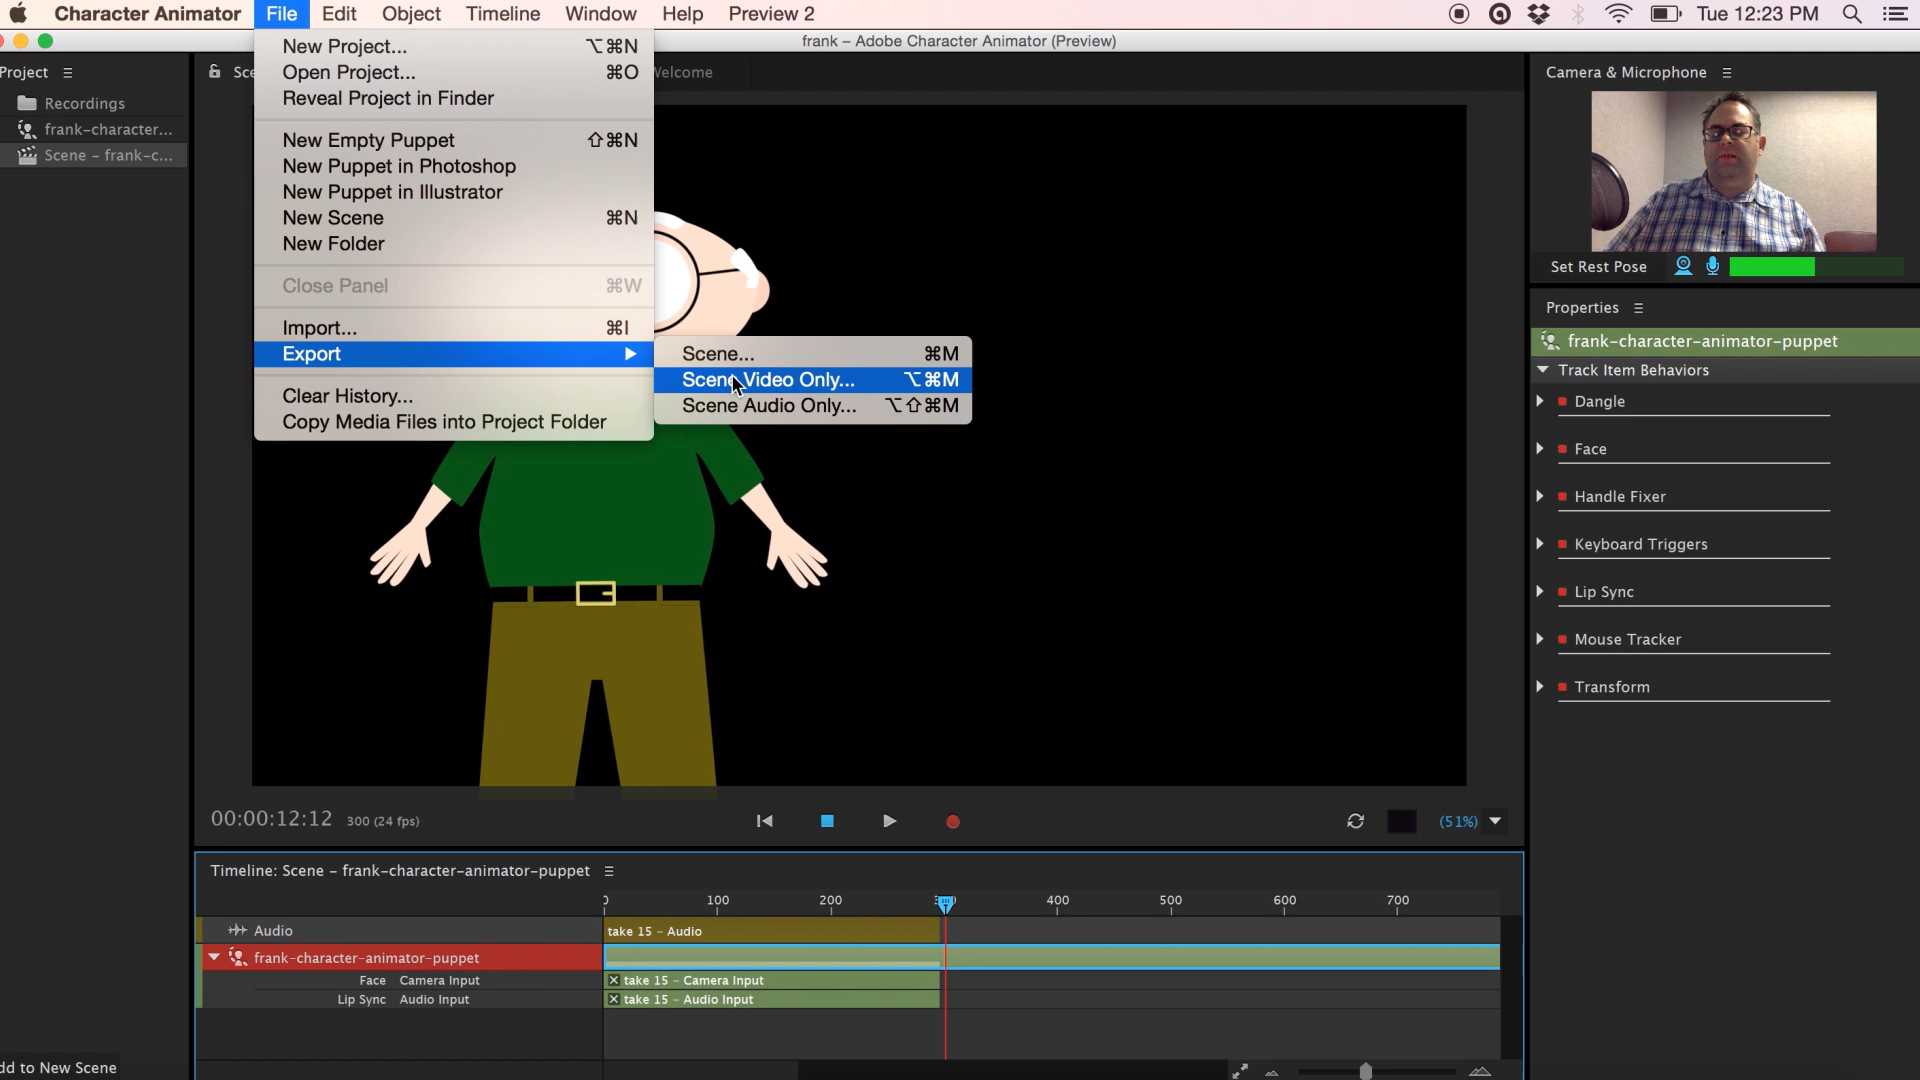 Character Animator File Edit Object Timeline Window Help Preview 2 Tue 12:23 PM
frank – Adobe Character Animator (Preview)
Project
Recordings
frank-character...
Scene – frank-c...
New Project... ⌥⌘N
Open Project... ⌘O
Reveal Project in Finder
New Empty Puppet ⇧⌘N
New Puppet in Photoshop
New Puppet in Illustrator
New Scene ⌘N
New Folder
Close Panel ⌘W
Import... ⌘I
Export
Clear History...
Copy Media Files into Project Folder
Scene... ⌘M
Scene Video Only... ⌥⌘M
Scene Audio Only... ⌥⇧⌘M
Camera & Microphone
Set Rest Pose
Properties
frank-character-animator-puppet
Track Item Behaviors
Dangle
Face
Handle Fixer
Keyboard Triggers
Lip Sync
Mouse Tracker
Transform
00:00:12:12 300 (24 fps)
(51%)
Timeline: Scene – frank-character-animator-puppet
0 100 200 400 500 600 700
Audio take 15 – Audio
frank-character-animator-puppet
Face Camera Input take 15 – Camera Input
Lip Sync Audio Input take 15 – Audio Input
dd to New Scene